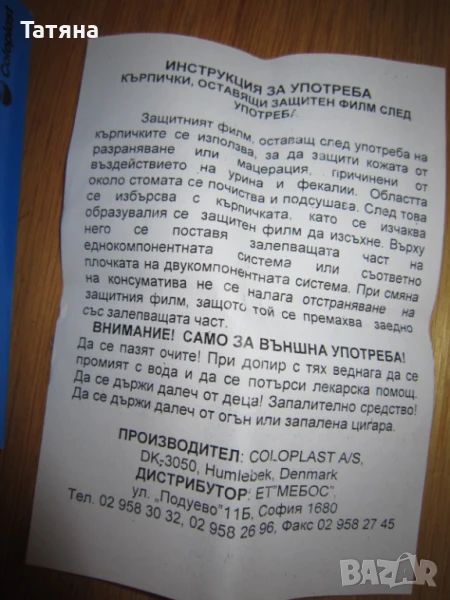 Татяна
Coloplast
ИНСТРУКЦИЯ ЗА УПОТРЕБА
КЪРПИЧКИ, ОСТАВЯЩИ ЗАЩИТЕН ФИЛМ СЛЕД
УПОТРЕБА
Защитният филм, оставащ след употреба на
кърпичките се използва, за да защити кожата от
разраняване или мацерация, причинени от
въздействието на урина и фекалии. Областта
около стомата се почиства и подсушава. След това
се избърсва с кърпичката, като се изчаква
образувалия се защитен филм да изсъхне. Върху
него се поставя залепващата част на
еднокомпонентната система или съответно
плочката на двукомпонентната система. При смяна
на консуматива не се налага отстраняване на
защитния филм, защото той се премахва заедно
със залепващата част.
ВНИМАНИЕ! САМО ЗА ВЪНШНА УПОТРЕБА!
Да се пазят очите! При допир с тях веднага да се
промият с вода и да се потърси лекарска помощ.
Да се държи далеч от деца! Запалително средство!
Да се държи далеч от огън или запалена цигара.
ПРОИЗВОДИТЕЛ: COLOPLAST A/S,
DK-3050, Humlebek, Denmark
ДИСТРИБУТОР: ЕТ"МЕБОС",
ул. "Подуево"11Б, София 1680
Тел. 02 958 30 32, 02 958 26 96, Факс 02 958 27 45
BAZAR